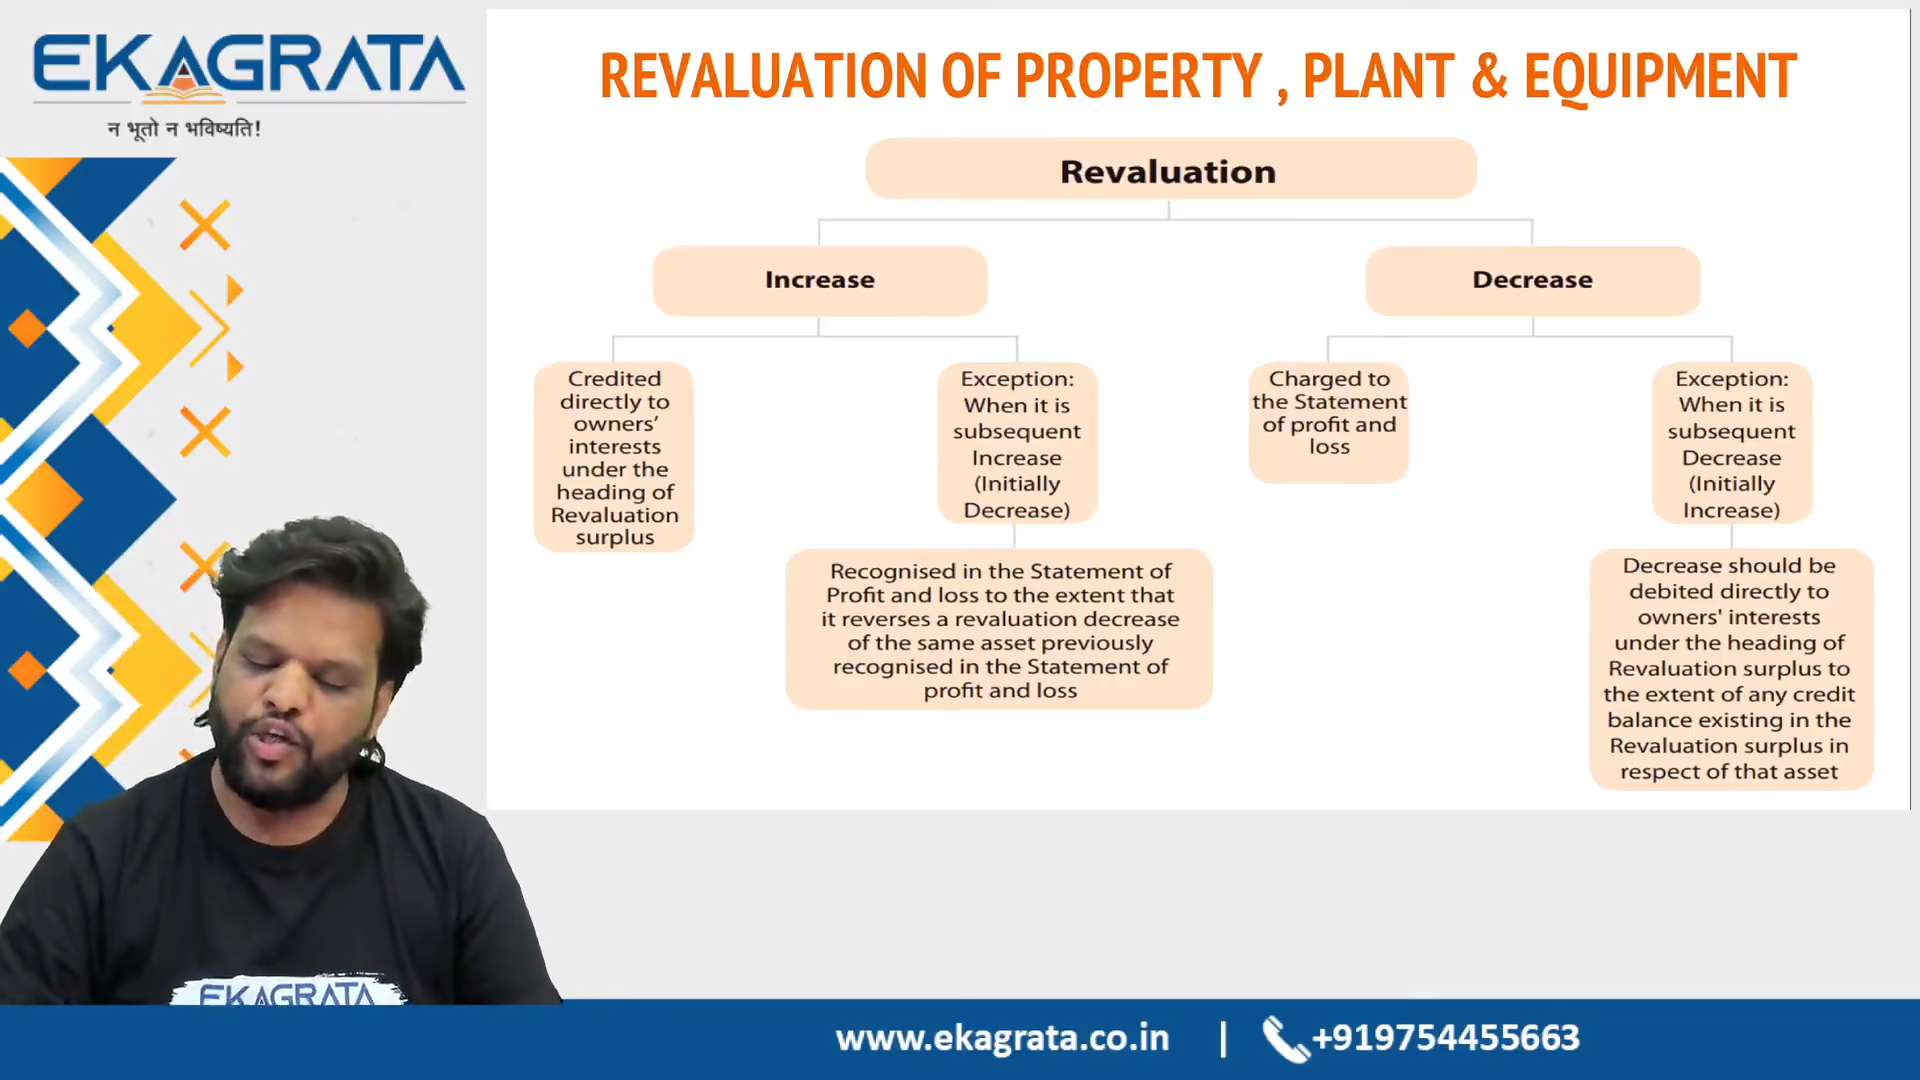 EKAGRATA
न भूतो न भविष्यति!
REVALUATION OF PROPERTY , PLANT & EQUIPMENT
Revaluation
Increase
Decrease
Credited
directly to
owners’
interests
under the
heading of
Revaluation
surplus
Exception:
When it is
subsequent
Increase
(Initially
Decrease)
Recognised in the Statement of
Profit and loss to the extent that
it reverses a revaluation decrease
of the same asset previously
recognised in the Statement of
profit and loss
Charged to
the Statement
of profit and
loss
Exception:
When it is
subsequent
Decrease
(Initially
Increase)
Decrease should be
debited directly to
owners' interests
under the heading of
Revaluation surplus to
the extent of any credit
balance existing in the
Revaluation surplus in
respect of that asset
EKAGRATA
www.ekagrata.co.in | +919754455663